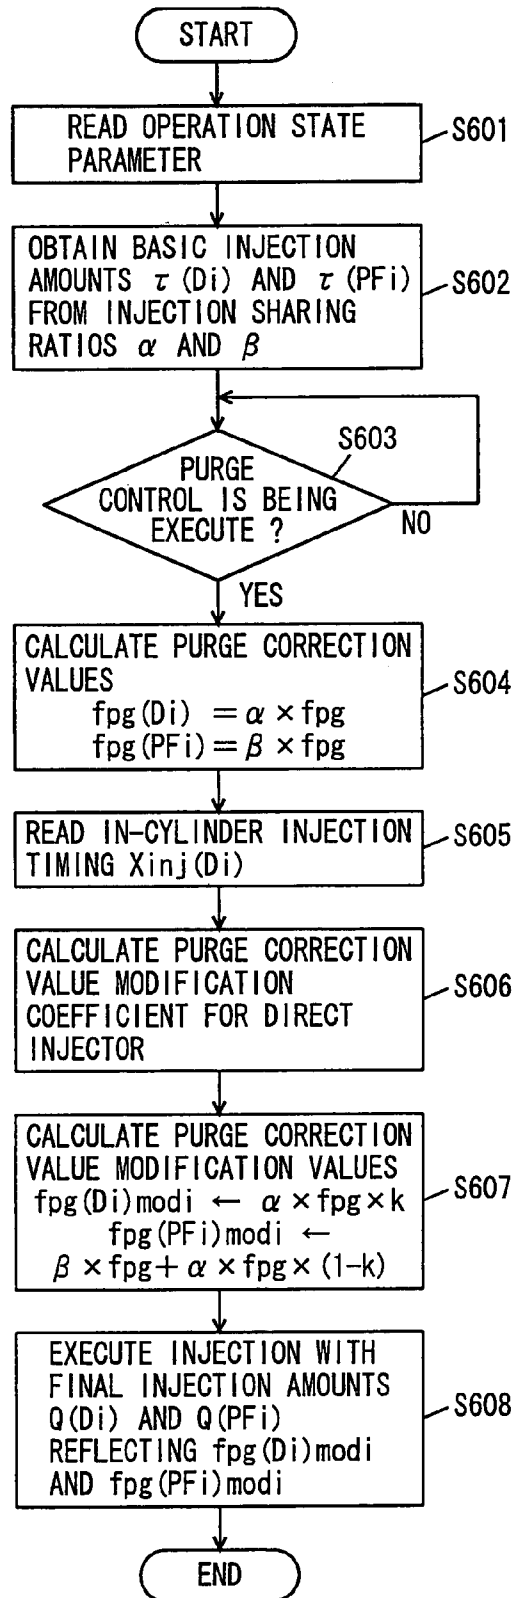 START
READ OPERATION STATE
PARAMETER
S601
OBTAIN BASIC INJECTION
AMOUNTS τ(Di) AND τ(PFi)
FROM INJECTION SHARING
RATIOS α AND β
S602
S603
PURGE
CONTROL IS BEING
EXECUTE ?
NO
YES
CALCULATE PURGE CORRECTION
VALUES
fpg(Di) = α × fpg
fpg(PFi) = β × fpg
S604
READ IN-CYLINDER INJECTION
TIMING Xinj(Di)
S605
CALCULATE PURGE CORRECTION
VALUE MODIFICATION
COEFFICIENT FOR DIRECT
INJECTOR
S606
CALCULATE PURGE CORRECTION
VALUE MODIFICATION VALUES
fpg(Di)modi ← α × fpg × k
fpg(PFi)modi ←
β × fpg + α × fpg × (1-k)
S607
EXECUTE INJECTION WITH
FINAL INJECTION AMOUNTS
Q(Di) AND Q(PFi)
REFLECTING fpg(Di)modi
AND fpg(PFi)modi
S608
END